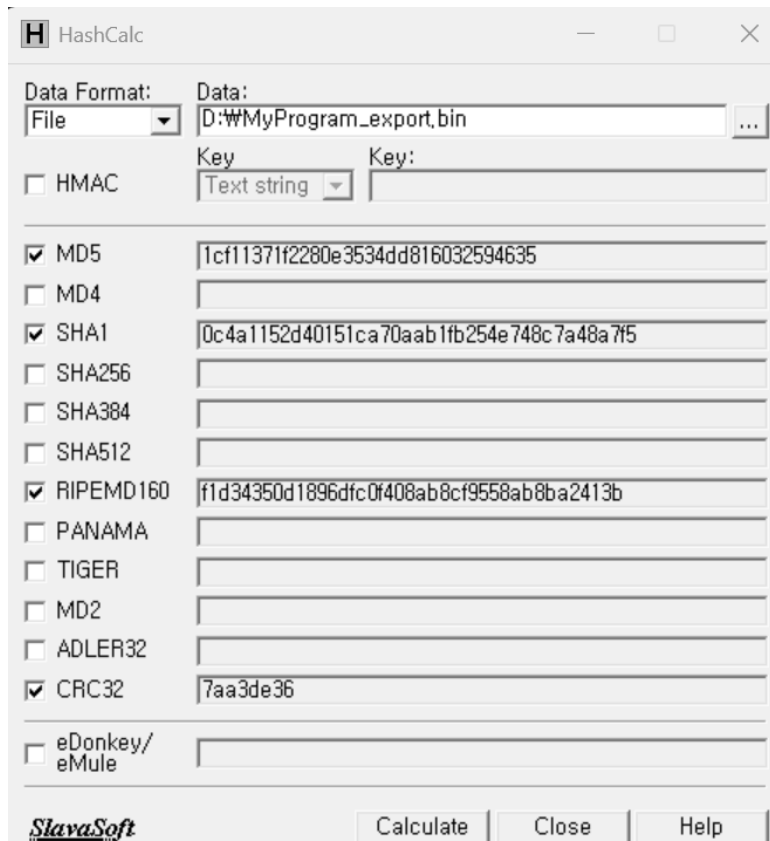 H HashCalc
Data Format: Data:
File D:₩MyProgram_export.bin ...
Key Key:
HMAC Text string
MD5 1cf11371f2280e3534dd816032594635
MD4
SHA1 0c4a1152d40151ca70aab1fb254e748c7a48a7f5
SHA256
SHA384
SHA512
RIPEMD160 f1d34350d1896dfc0f408ab8cf9558ab8ba2413b
PANAMA
TIGER
MD2
ADLER32
CRC32 7aa3de36
eDonkey/
eMule
SlavaSoft Calculate Close Help